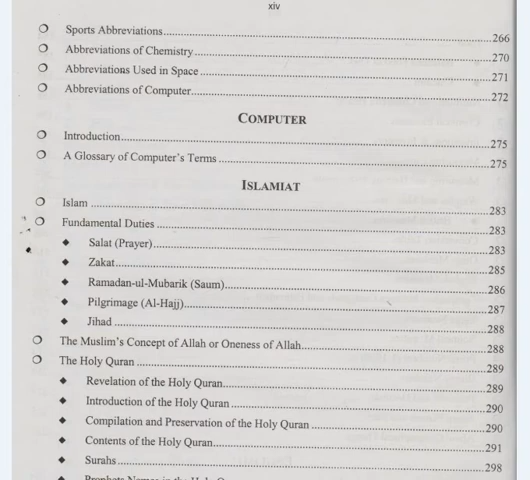 xiv
Sports Abbreviations 266
Abbreviations of Chemistry 270
Abbreviations Used in Space 271
Abbreviations of Computer 272
COMPUTER
Introduction 275
A Glossary of Computer's Terms 275
ISLAMIAT
Islam 283
Fundamental Duties 283
Salat (Prayer) 283
Zakat 285
Ramadan-ul-Mubarik (Saum) 286
Pilgrimage (Al-Hajj) 287
Jihad 288
The Muslim's Concept of Allah or Oneness of Allah 288
The Holy Quran 289
Revelation of the Holy Quran 289
Introduction of the Holy Quran 290
Compilation and Preservation of the Holy Quran 290
Contents of the Holy Quran 291
Surahs 298